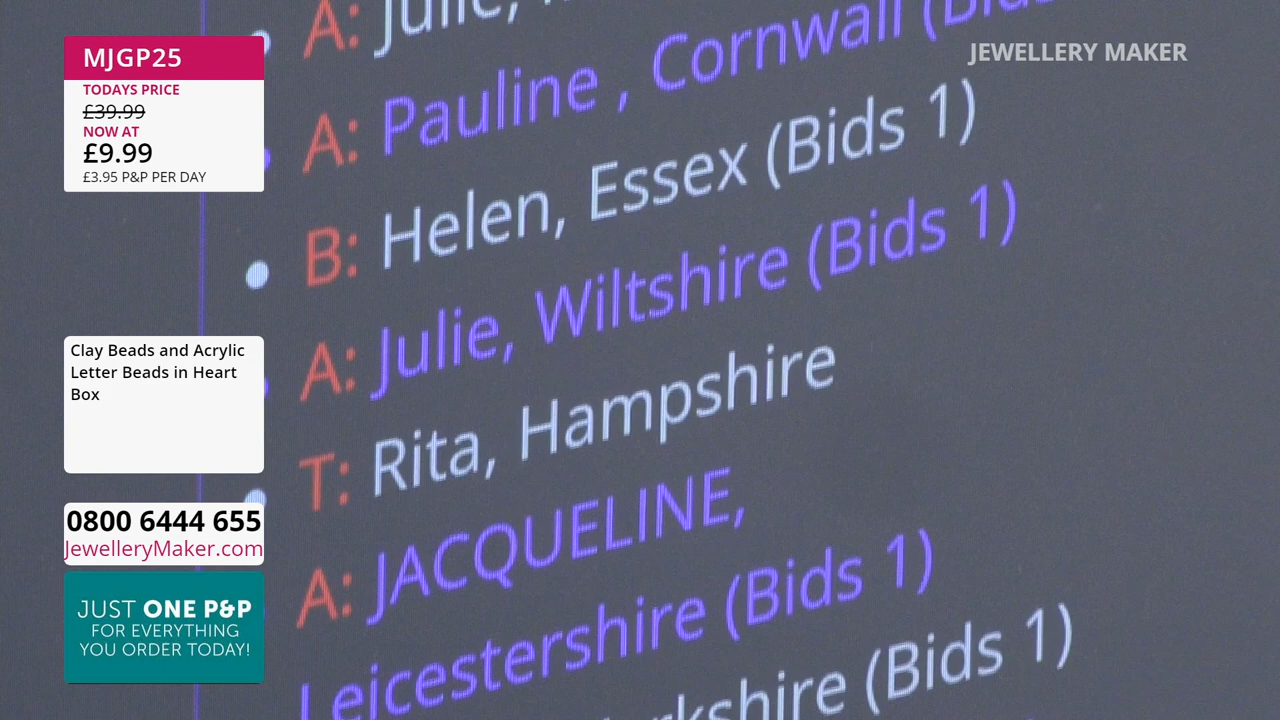 MJGP25
TODAYS PRICE
£39.99
NOW AT
£9.99
£3.95 P&P PER DAY
Clay Beads and Acrylic
Letter Beads in Heart
Box
0800 6444 655
JewelleryMaker.com
JUST ONE P&P
FOR EVERYTHING
YOU ORDER TODAY!
JEWELLERY MAKER
A: Julie,
A: Pauline , Cornwall (Bids
B: Helen, Essex (Bids 1)
A: Julie, Wiltshire (Bids 1)
T: Rita, Hampshire
A: JACQUELINE,
Leicestershire (Bids 1)
(Bids 1)